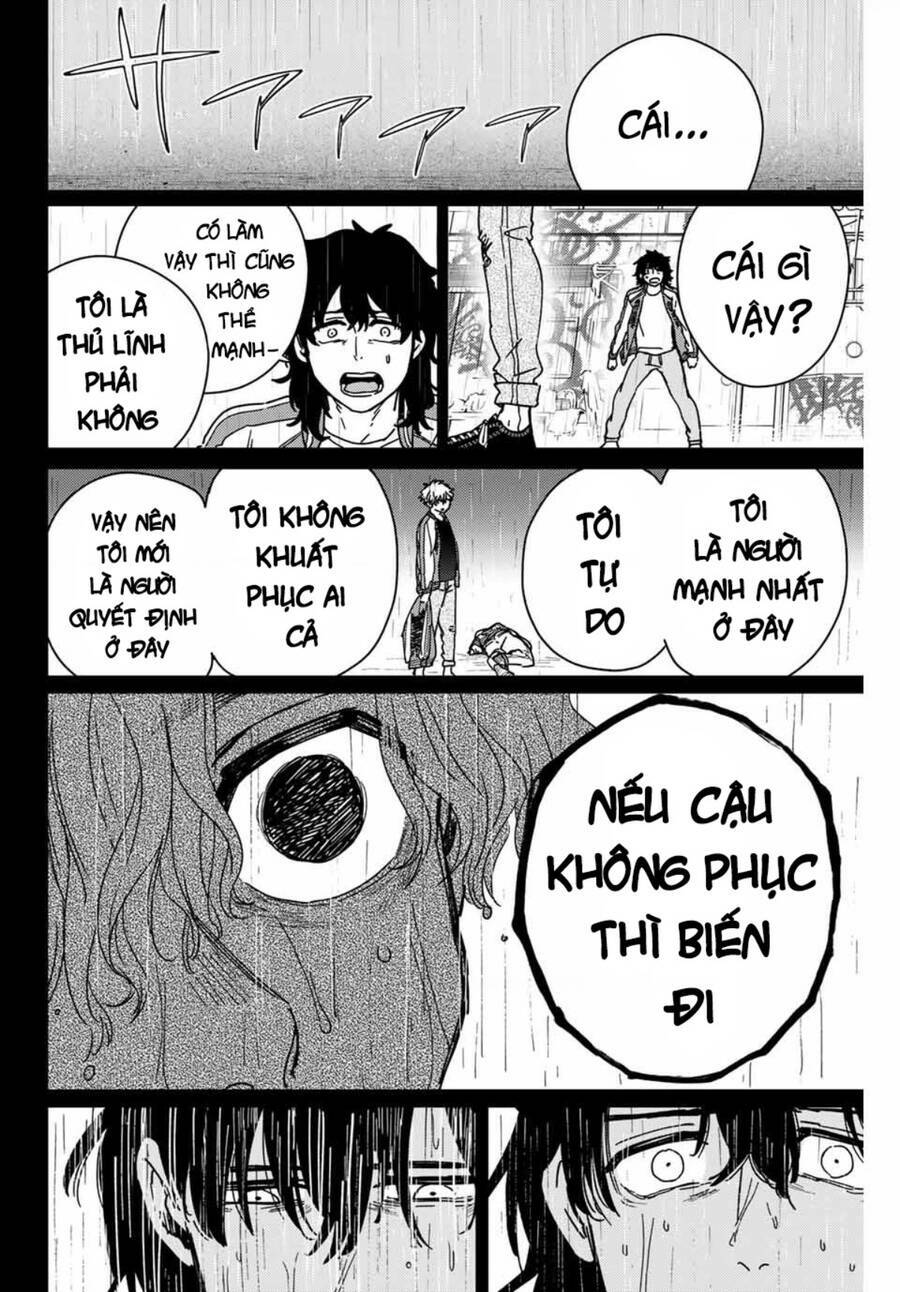 ザァァァ
CÁI...
CÁI GÌ
VẬY?
CÓ LÀM
VẬY THÌ CŨNG
KHÔNG
THỂ
MẠNH-
TÔI LÀ
THỦ LĨNH
PHẢI
KHÔNG
TÔI
LÀ NGƯỜI
MẠNH NHẤT
Ở ĐÂY
TÔI
TỰ
DO
TÔI KHÔNG
KHUẤT
PHỤC AI
CẢ
VẬY NÊN
TÔI MỚI
LÀ NGƯỜI
QUYẾT ĐỊNH
Ở ĐÂY
NẾU CẬU
KHÔNG PHỤC
THÌ BIẾN
ĐI